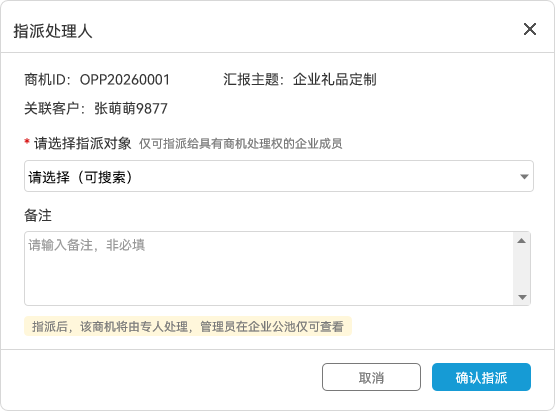 指派处理人
商机ID：OPP20260001 汇报主题：企业礼品定制
关联客户：张萌萌9877
* 请选择指派对象 仅可指派给具有商机处理权的企业成员
请选择（可搜索）
备注
请输入备注，非必填
指派后，该商机将由专人处理，管理员在企业公池仅可查看
取消 确认指派